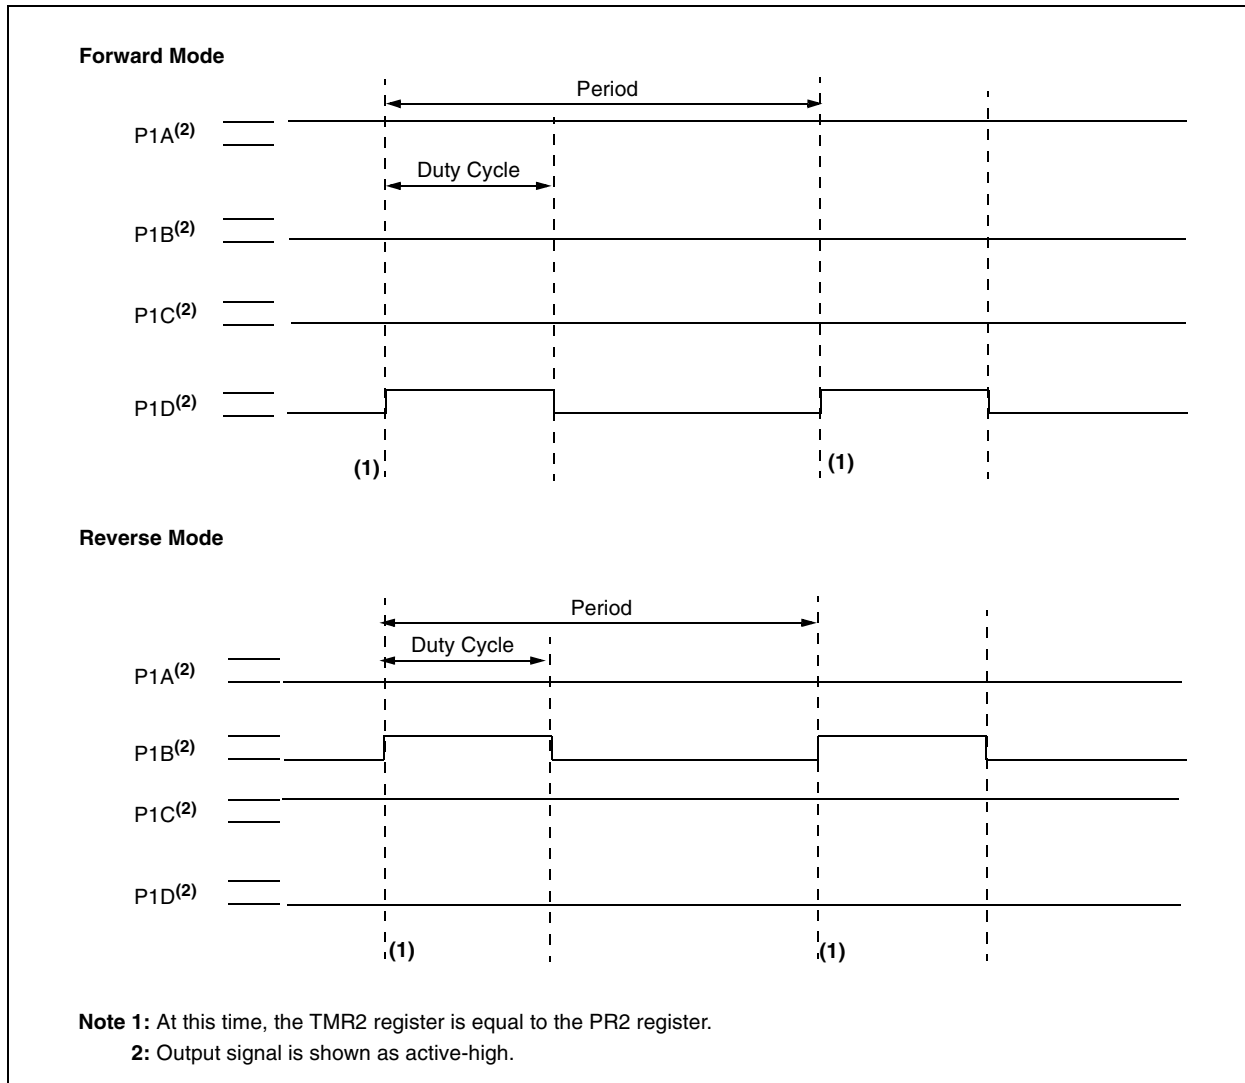 Forward Mode
Period
P1A(2)
Duty Cycle
P1B(2)
P1C(2)
P1D(2)
(1)
(1)
Reverse Mode
Period
Duty Cycle
P1A(2)
P1B(2)
P1C(2)
P1D(2)
(1)
(1)
Note 1: At this time, the TMR2 register is equal to the PR2 register.
2: Output signal is shown as active-high.